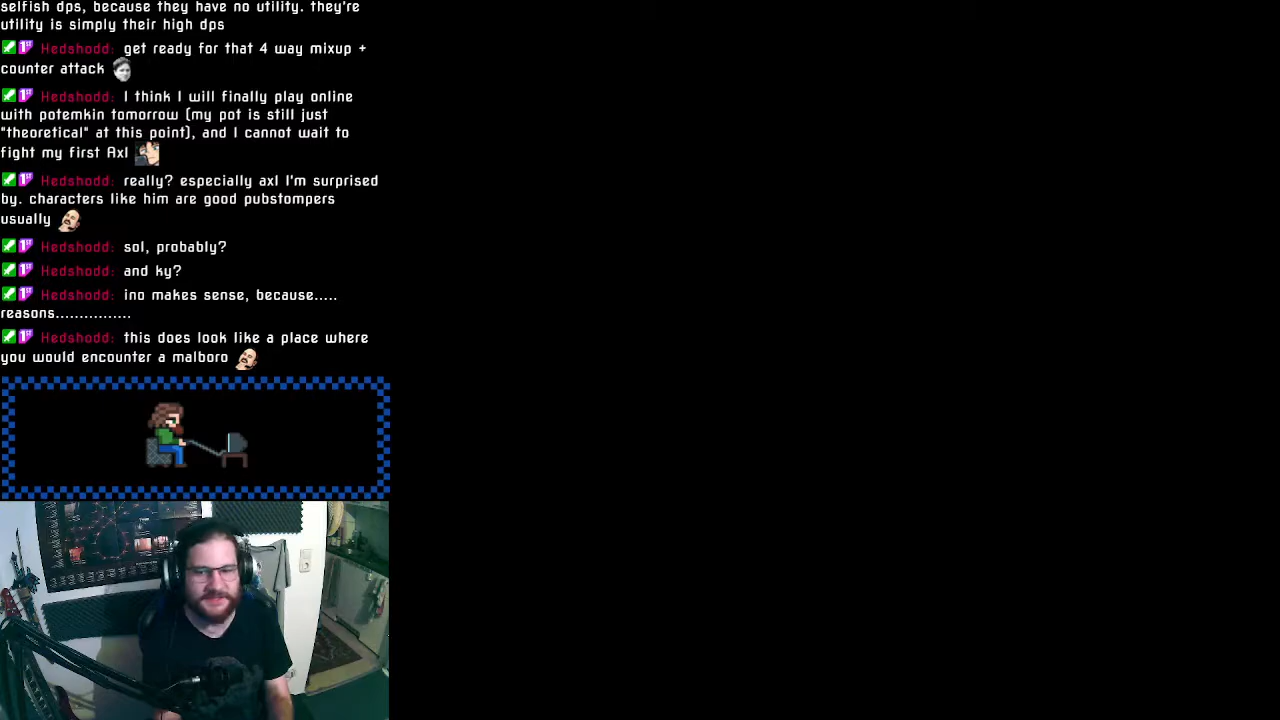 selfish dps, because they have no utility. they're
utility is simply their high dps
Hedshodd: get ready for that 4 way mixup +
counter attack
Hedshodd: I think I will finally play online
with potemkin tomorrow (my pot is still just
"theoretical" at this point), and I cannot wait to
fight my first Axl
Hedshodd: really? especially axl I'm surprised
by. characters like him are good pubstompers
usually
Hedshodd: sol, probably?
Hedshodd: and ky?
Hedshodd: ino makes sense, because.....
reasons................
Hedshodd: this does look like a place where
you would encounter a malboro